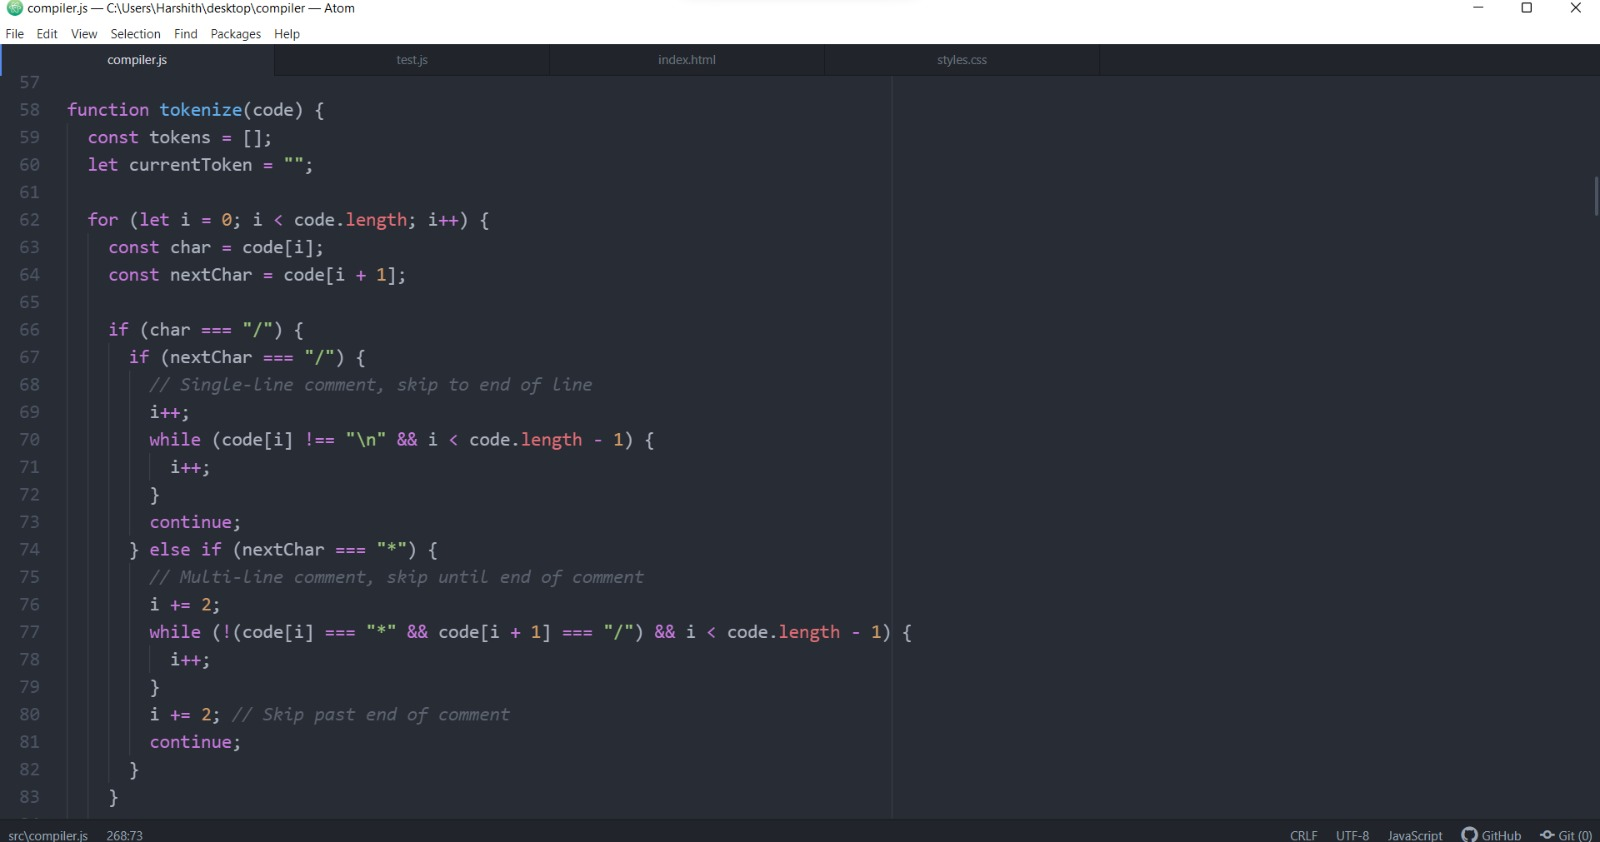 compiler.js — C:\Users\Harshith\desktop\compiler — Atom
File Edit View Selection Find Packages Help
compiler.js test.js index.html styles.css
57
58 function tokenize(code) {
59   const tokens = [];
60   let currentToken = "";
61
62   for (let i = 0; i < code.length; i++) {
63     const char = code[i];
64     const nextChar = code[i + 1];
65
66     if (char === "/") {
67       if (nextChar === "/") {
68         // Single-line comment, skip to end of line
69         i++;
70         while (code[i] !== "\n" && i < code.length - 1) {
71           i++;
72         }
73         continue;
74       } else if (nextChar === "*") {
75         // Multi-line comment, skip until end of comment
76         i += 2;
77         while (!(code[i] === "*" && code[i + 1] === "/") && i < code.length - 1) {
78           i++;
79         }
80         i += 2; // Skip past end of comment
81         continue;
82       }
83     }
src\compiler.js 268:73 CRLF UTF-8 JavaScript GitHub Git (0)